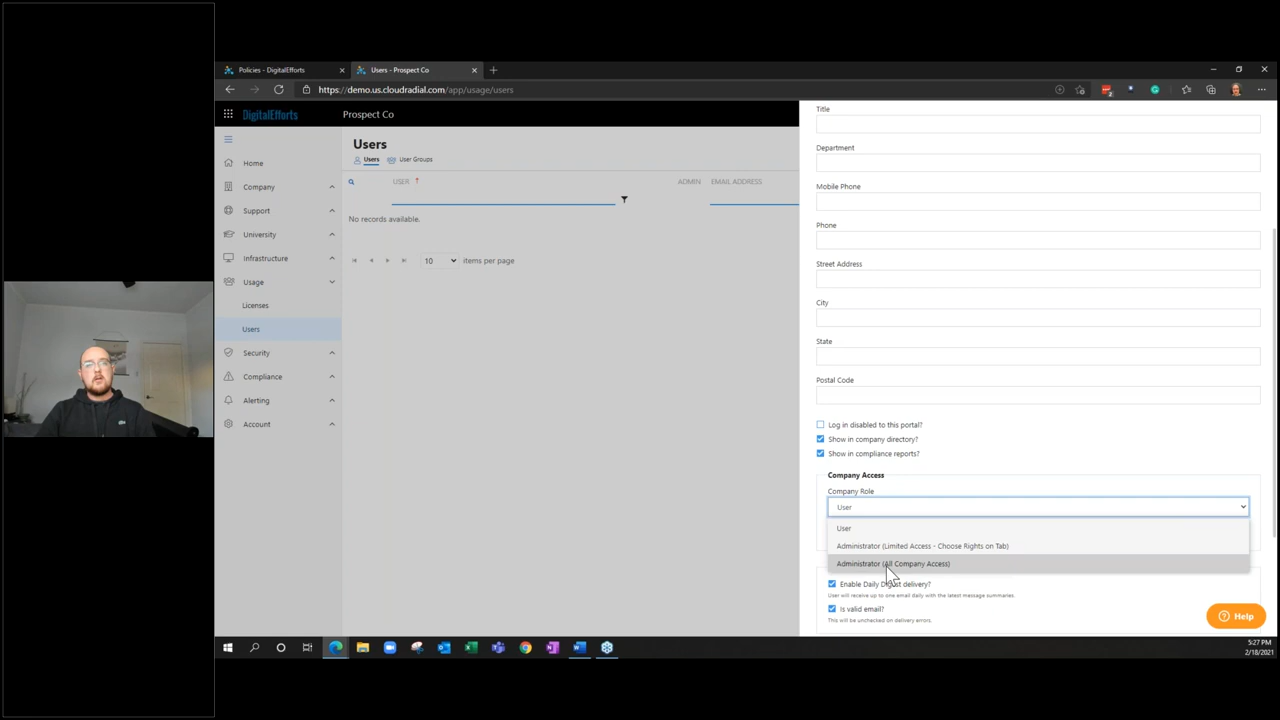 Policies - DigitalEfforts
Users - Prospect Co
https://demo.us.cloudradial.com/app/usage/users
DigitalEfforts
Prospect Co
Home
Company
Support
University
Infrastructure
Usage
Licenses
Users
Security
Compliance
Alerting
Account
Users
Users
User Groups
USER
ADMIN
EMAIL ADDRESS
No records available.
10
items per page
Title
Department
Mobile Phone
Phone
Street Address
City
State
Postal Code
Log in disabled to this portal?
Show in company directory?
Show in compliance reports?
Company Access
Company Role
User
User
Administrator (Limited Access - Choose Rights on Tab)
Administrator (All Company Access)
Enable Daily Digest delivery?
User will receive up to one email daily with the latest message summaries.
Is valid email?
This will be unchecked on delivery errors.
Help
5:27 PM
2/18/2021